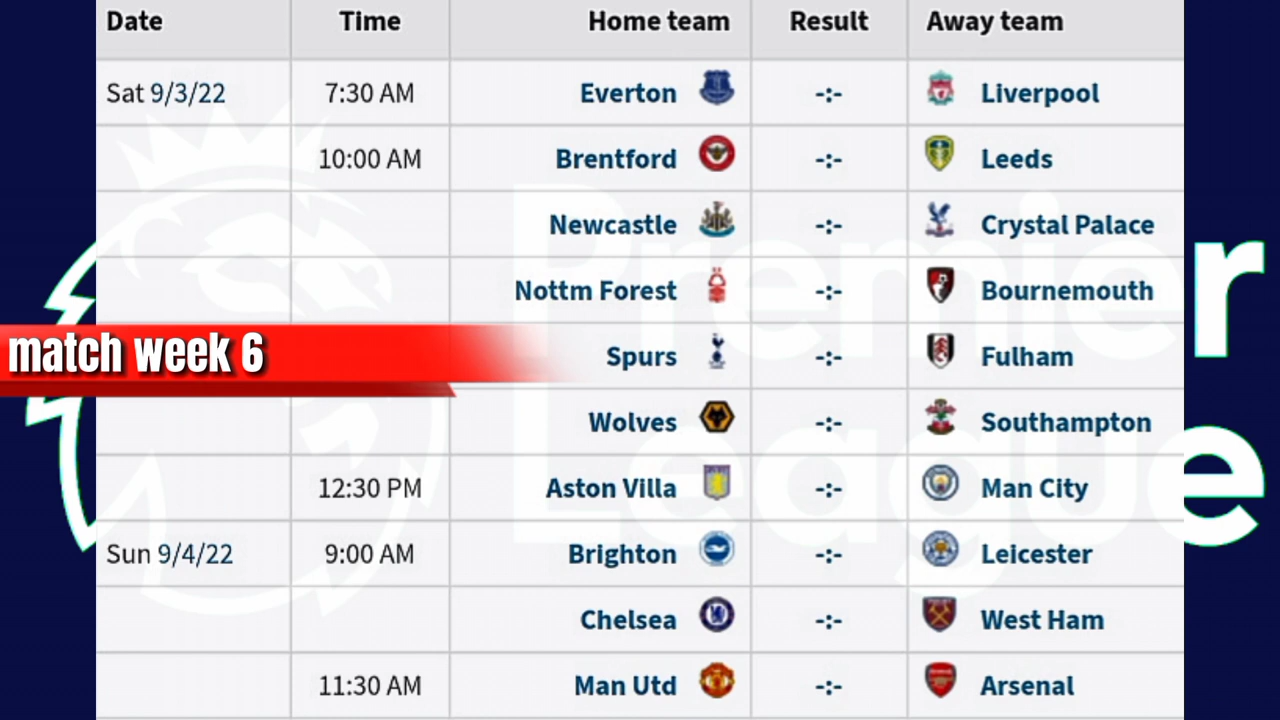 Date Time Home team Result Away team
Sat 9/3/22 7:30 AM Everton -:- Liverpool
10:00 AM Brentford -:- Leeds
Newcastle -:- Crystal Palace
Nottm Forest -:- Bournemouth
match week 6 Spurs -:- Fulham
Wolves -:- Southampton
12:30 PM Aston Villa -:- Man City
Sun 9/4/22 9:00 AM Brighton -:- Leicester
Chelsea -:- West Ham
11:30 AM Man Utd -:- Arsenal
Premier
League